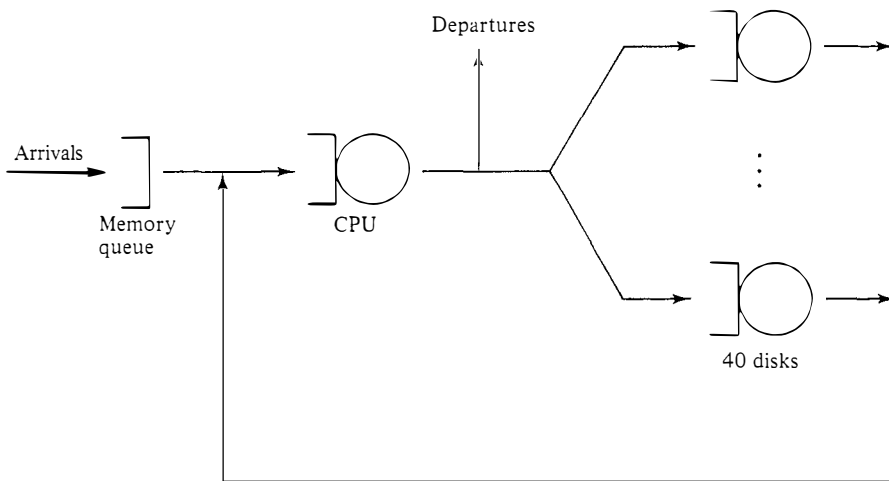 Departures
Arrivals
Memory
queue
CPU
40 disks